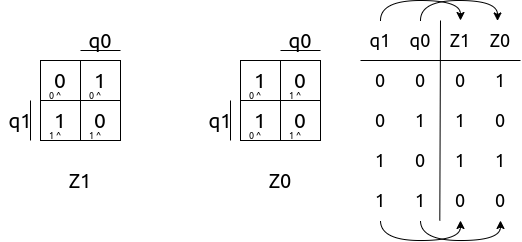 q0
0 1
0 ^ 0 ^
q1 1 0
1 ^ 1 ^
Z1
q0
1 0
0 ^ 1 ^
q1 1 0
0 ^ 1 ^
Z0
q1 q0 Z1 Z0
0 0 0 1
0 1 1 0
1 0 1 1
1 1 0 0